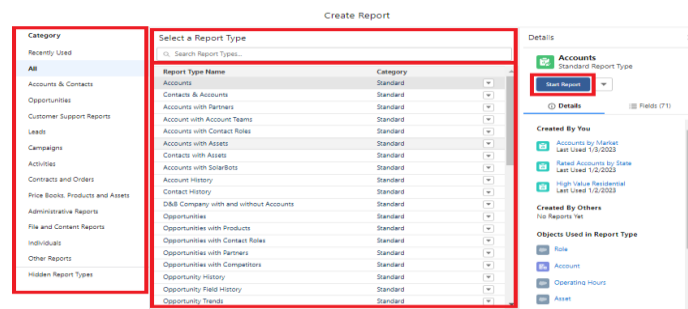 Create Report
Category
Recently Used
All
Accounts & Contacts
Opportunities
Customer Support Reports
Leads
Campaigns
Activities
Contracts and Orders
Price Books, Products and Assets
Administrative Reports
File and Content Reports
Individuals
Other Reports
Hidden Report Types
Select a Report Type
Search Report Types...
Report Type Name Category
Accounts Standard
Contacts & Accounts Standard
Accounts with Partners Standard
Account with Account Teams Standard
Accounts with Contact Roles Standard
Accounts with Assets Standard
Contacts with Assets Standard
Accounts with SolarBots Standard
Account History Standard
Contact History Standard
D&B Company with and without Accounts Standard
Opportunities Standard
Opportunities with Products Standard
Opportunities with Contact Roles Standard
Opportunities with Partners Standard
Opportunities with Competitors Standard
Opportunity History Standard
Opportunity Field History Standard
Opportunity Trends Standard
Details
Accounts
Standard Report Type
Start Report
Details Fields (71)
Created By You
Accounts by Market
Last Used 1/3/2023
Rated Accounts by State
Last Used 1/2/2023
High Value Residential
Last Used 1/2/2023
Created By Others
No Reports Yet
Objects Used in Report Type
Role
Account
Operating Hours
Asset